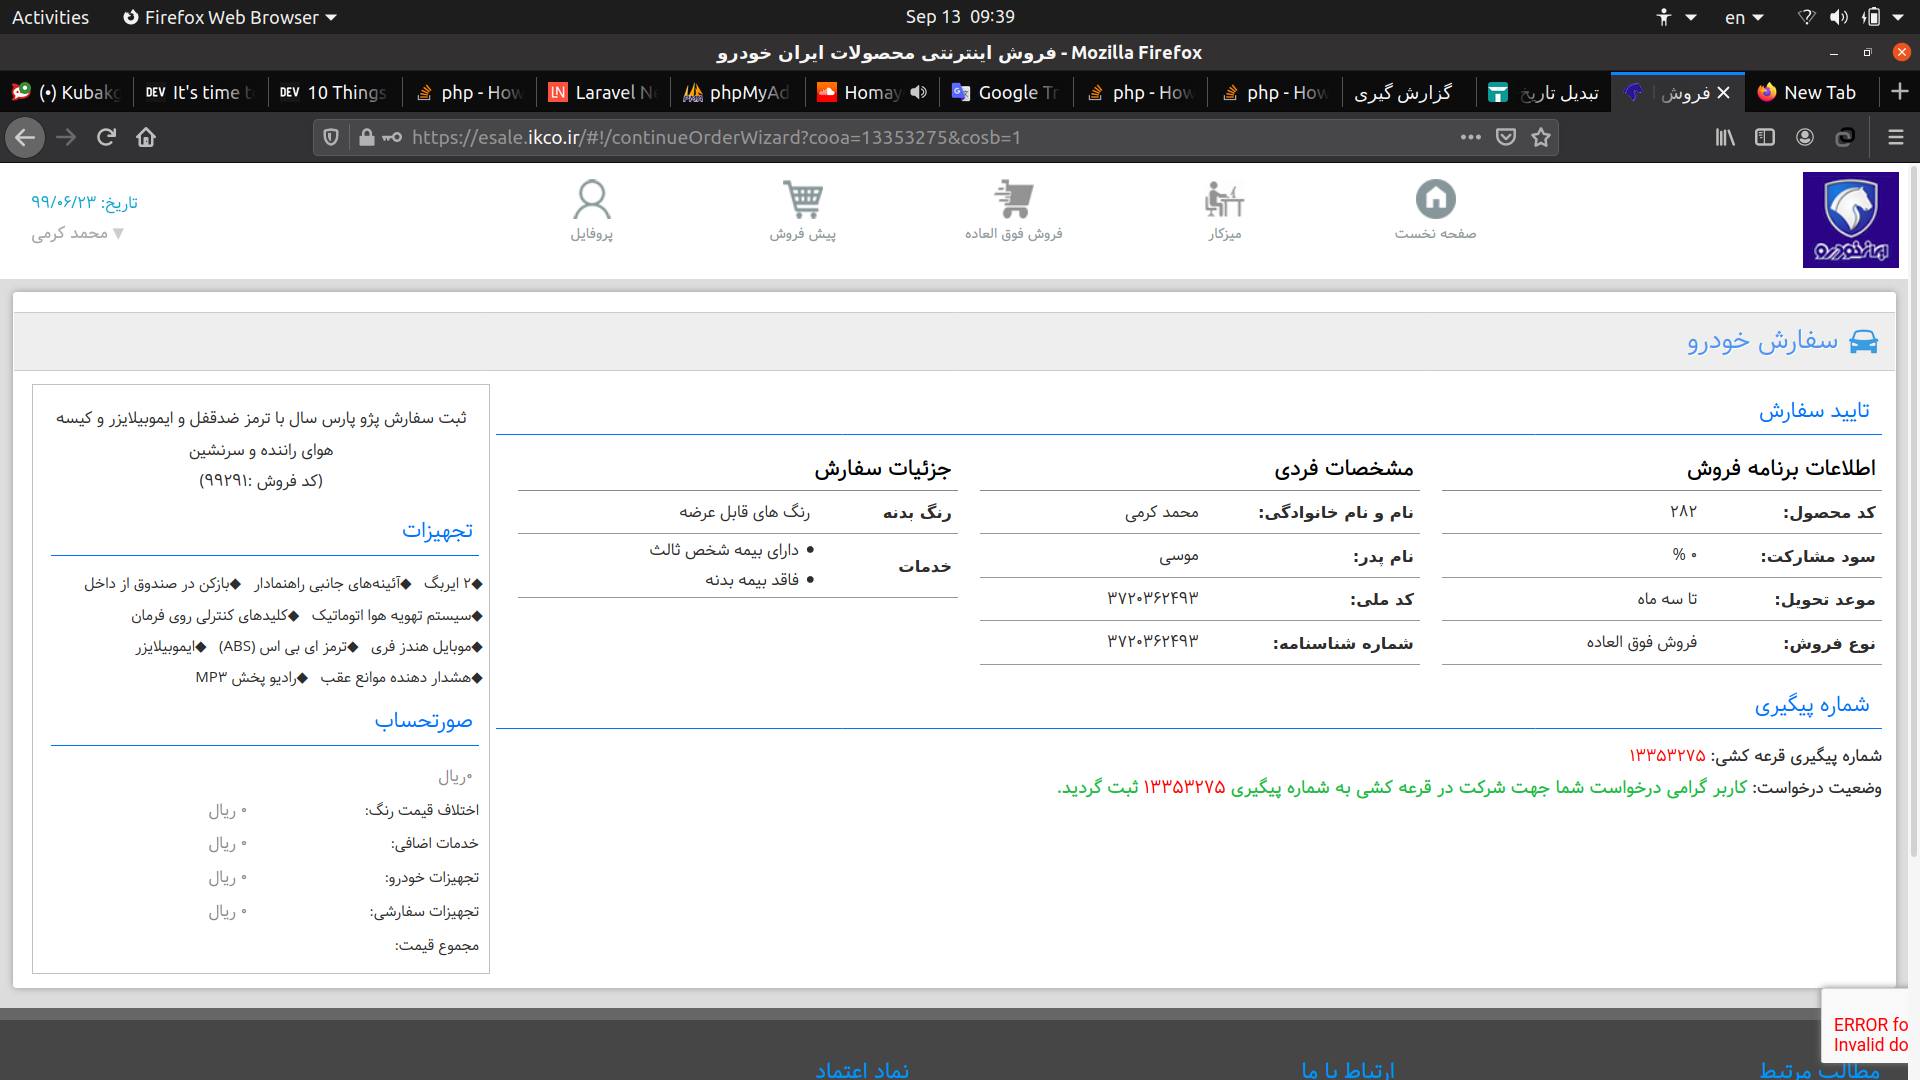 Activities
Firefox Web Browser
Sep 13 09:39
en
فروش اینترنتی محصولات ایران خودرو - Mozilla Firefox
(•) Kubak
DEV It's time t
DEV 10 Things
php - How
LN Laravel N
phpMyAd
Homay
Google Tr
php - How
php - How
گزارش گیری
تبدیل تاریخ
فروش
New Tab
https://esale.ikco.ir/#!/continueOrderWizard?cooa=13353275&cosb=1
ایران خودرو
صفحه نخست
میزکار
فروش فوق العاده
پیش فروش
پروفایل
تاریخ: ۹۹/۰۶/۲۳
محمد کرمی
سفارش خودرو
تایید سفارش
اطلاعات برنامه فروش
کد محصول: ۲۸۲
سود مشارکت: ۰ %
موعد تحویل: تا سه ماه
نوع فروش: فروش فوق العاده
مشخصات فردی
نام و نام خانوادگی: محمد کرمی
نام پدر: موسی
کد ملی: ۳۷۲۰۳۶۲۴۹۳
شماره شناسنامه: ۳۷۲۰۳۶۲۴۹۳
جزئیات سفارش
رنگ بدنه رنگ های قابل عرضه
خدمات
• دارای بیمه شخص ثالث
• فاقد بیمه بدنه
شماره پیگیری
شماره پیگیری قرعه کشی: ۱۳۳۵۳۲۷۵
وضعیت درخواست: کاربر گرامی درخواست شما جهت شرکت در قرعه کشی به شماره پیگیری ۱۳۳۵۳۲۷۵ ثبت گردید.
ثبت سفارش پژو پارس سال با ترمز ضدقفل و ایموبیلایزر و کیسه
هوای راننده و سرنشین
(کد فروش :۹۹۲۹۱)
تجهیزات
◆۲ ایربگ ◆آئینه‌های جانبی راهنمادار ◆بازکن در صندوق از داخل
◆سیستم تهویه هوا اتوماتیک ◆کلیدهای کنترلی روی فرمان
◆موبایل هندز فری ◆ترمز ای بی اس (ABS) ◆ایموبیلایزر
◆هشدار دهنده موانع عقب ◆رادیو پخش MP۳
صورتحساب
۰ریال
اختلاف قیمت رنگ: ۰ ریال
خدمات اضافی: ۰ ریال
تجهیزات خودرو: ۰ ریال
تجهیزات سفارشی: ۰ ریال
مجموع قیمت:
ERROR fo
Invalid do
مطالب مرتبط
ارتباط با ما
نماد اعتماد